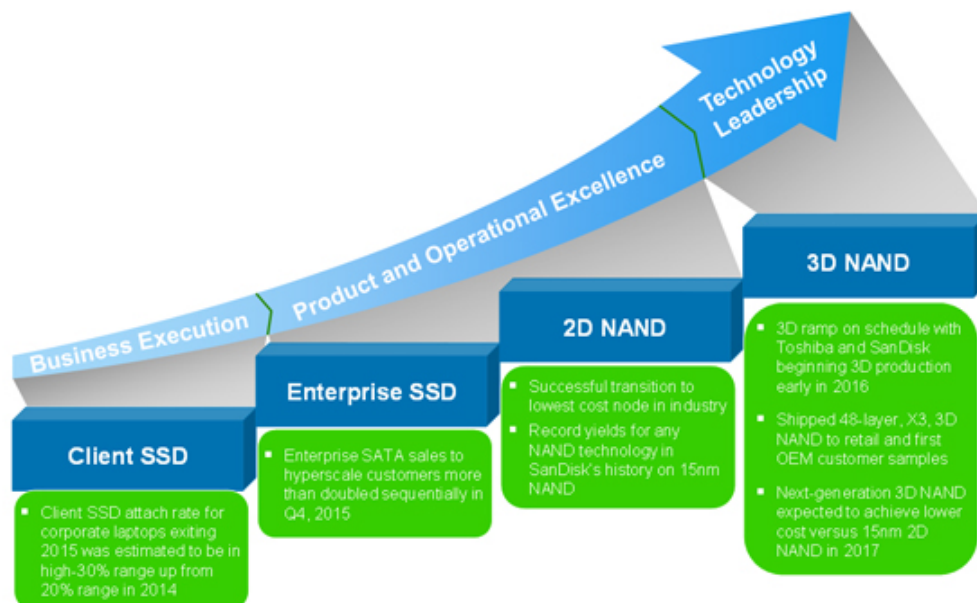 Business Execution
Product and Operational Excellence
Technology
Leadership
Client SSD
▪ Client SSD attach rate for
corporate laptops exiting
2015 was estimated to be in
high-30% range up from
20% range in 2014
Enterprise SSD
▪ Enterprise SATA sales to
hyperscale customers more
than doubled sequentially in
Q4, 2015
2D NAND
▪ Successful transition to
lowest cost node in industry
▪ Record yields for any
NAND technology in
SanDisk's history on 15nm
NAND
3D NAND
▪ 3D ramp on schedule with
Toshiba and SanDisk
beginning 3D production
early in 2016
▪ Shipped 48-layer, X3, 3D
NAND to retail and first
OEM customer samples
▪ Next-generation 3D NAND
expected to achieve lower
cost versus 15nm 2D
NAND in 2017